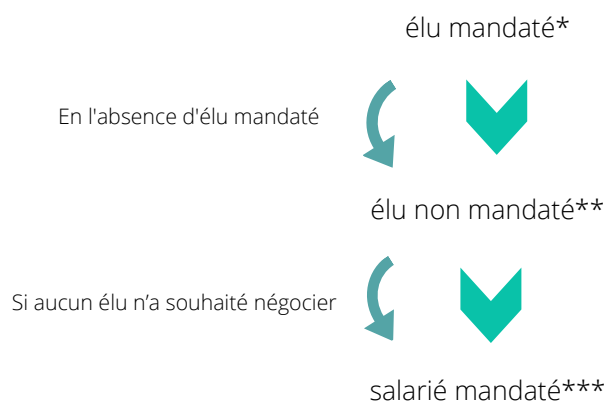 élu mandaté*
En l'absence d'élu mandaté
élu non mandaté**
Si aucun élu n’a souhaité négocier
salarié mandaté***